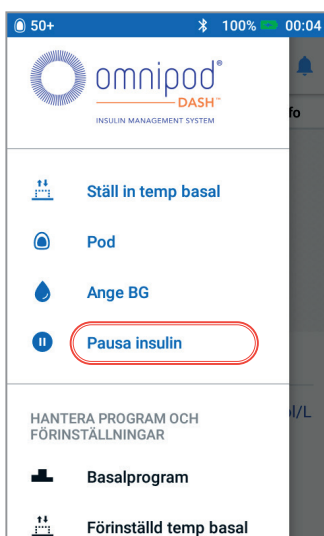 50+ 100% 00:04
omnipod®
DASH™
INSULIN MANAGEMENT SYSTEM
fo
Ställ in temp basal
Pod
Ange BG
Pausa insulin
l/L
HANTERA PROGRAM OCH
FÖRINSTÄLLNINGAR
Basalprogram
Förinställd temp basal